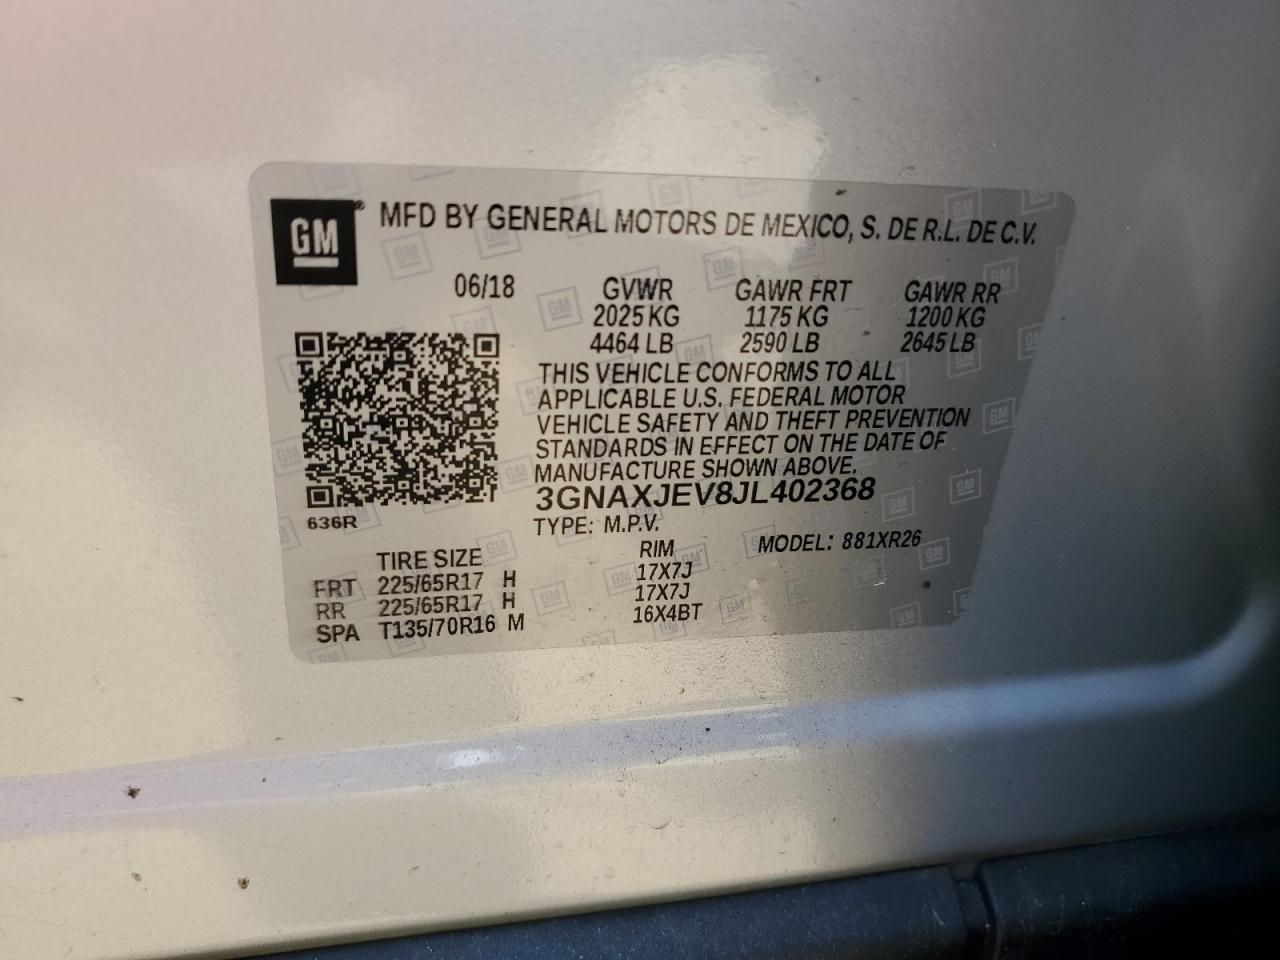 GM® MFD BY GENERAL MOTORS DE MEXICO, S. DE R.L. DE C.V.
06/18 GVWR GAWR FRT GAWR RR
2025 KG 1175 KG 1200 KG
4464 LB 2590 LB 2645 LB
THIS VEHICLE CONFORMS TO ALL
APPLICABLE U.S. FEDERAL MOTOR
VEHICLE SAFETY AND THEFT PREVENTION
STANDARDS IN EFFECT ON THE DATE OF
MANUFACTURE SHOWN ABOVE.
3GNAXJEV8JL402368
636R
TYPE: M.P.V. MODEL: 881XR26
TIRE SIZE RIM
FRT 225/65R17 H 17X7J
RR 225/65R17 H 17X7J
SPA T135/70R16 M 16X4BT